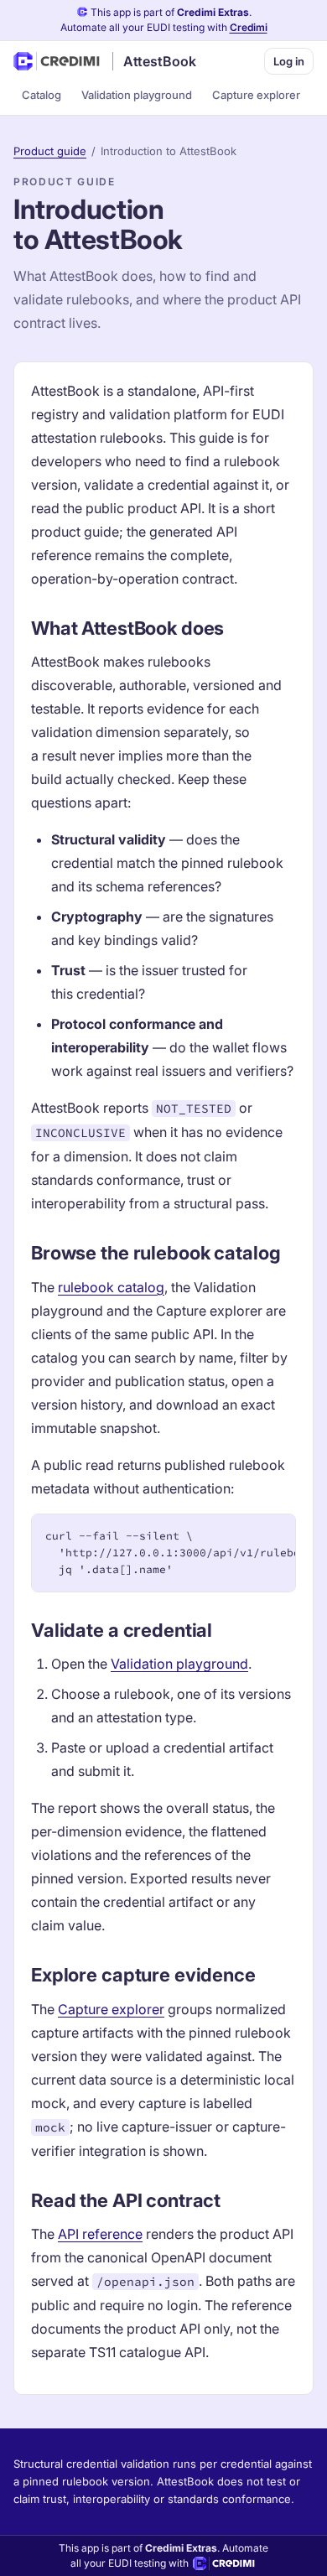 This app is part of Credimi Extras.
Automate all your EUDI testing with Credimi
CREDIMI AttestBook Log in
Catalog Validation playground Capture explorer
Product guide / Introduction to AttestBook
PRODUCT GUIDE
Introduction
to AttestBook
What AttestBook does, how to find and
validate rulebooks, and where the product API
contract lives.
AttestBook is a standalone, API-first
registry and validation platform for EUDI
attestation rulebooks. This guide is for
developers who need to find a rulebook
version, validate a credential against it, or
read the public product API. It is a short
product guide; the generated API
reference remains the complete,
operation-by-operation contract.
What AttestBook does
AttestBook makes rulebooks
discoverable, authorable, versioned and
testable. It reports evidence for each
validation dimension separately, so
a result never implies more than the
build actually checked. Keep these
questions apart:
• Structural validity — does the
credential match the pinned rulebook
and its schema references?
• Cryptography — are the signatures
and key bindings valid?
• Trust — is the issuer trusted for
this credential?
• Protocol conformance and
interoperability — do the wallet flows
work against real issuers and verifiers?
AttestBook reports NOT_TESTED or
INCONCLUSIVE when it has no evidence
for a dimension. It does not claim
standards conformance, trust or
interoperability from a structural pass.
Browse the rulebook catalog
The rulebook catalog, the Validation
playground and the Capture explorer are
clients of the same public API. In the
catalog you can search by name, filter by
provider and publication status, open a
version history, and download an exact
immutable snapshot.
A public read returns published rulebook
metadata without authentication:
curl --fail --silent \
'http://127.0.0.1:3000/api/v1/rulebo
jq '.data[].name'
Validate a credential
1. Open the Validation playground.
2. Choose a rulebook, one of its versions
and an attestation type.
3. Paste or upload a credential artifact
and submit it.
The report shows the overall status, the
per-dimension evidence, the flattened
violations and the references of the
pinned version. Exported results never
contain the credential artifact or any
claim value.
Explore capture evidence
The Capture explorer groups normalized
capture artifacts with the pinned rulebook
version they were validated against. The
current data source is a deterministic local
mock, and every capture is labelled
mock; no live capture-issuer or capture-
verifier integration is shown.
Read the API contract
The API reference renders the product API
from the canonical OpenAPI document
served at /openapi.json. Both paths are
public and require no login. The reference
documents the product API only, not the
separate TS11 catalogue API.
Structural credential validation runs per credential against
a pinned rulebook version. AttestBook does not test or
claim trust, interoperability or standards conformance.
This app is part of Credimi Extras. Automate
all your EUDI testing with CREDIMI